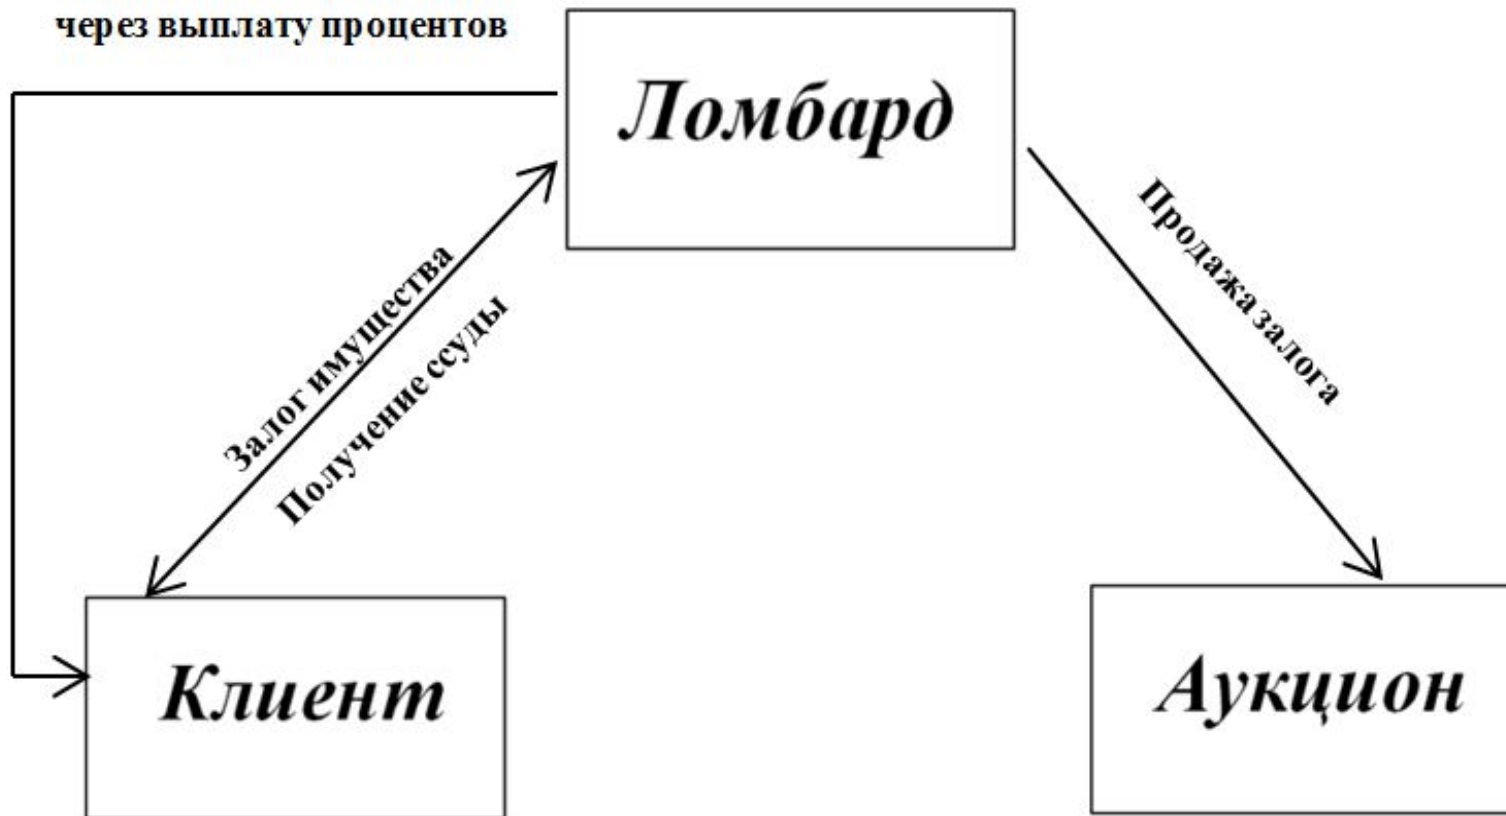 через выплату процентов
Ломбард
Залог имущества
Получение ссуды
Продажа залога
Клиент
Аукцион